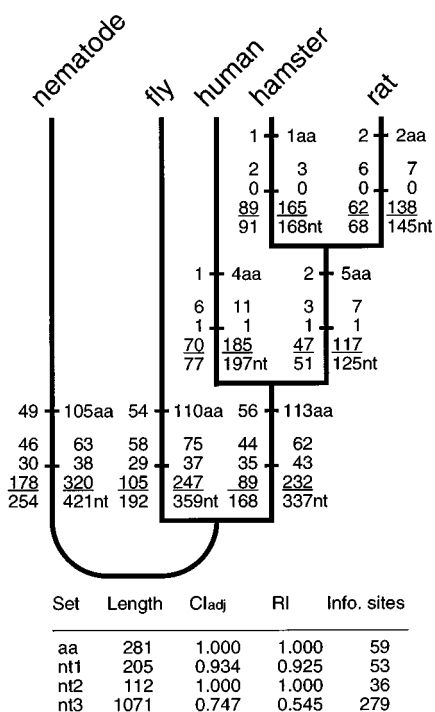 nematode fly human hamster rat
1 1aa 2 2aa
2 3 6 7
0 0 0 0
89 165 62 138
91 168nt 68 145nt
1 4aa 2 5aa
6 11 3 7
1 1 1 1
70 185 47 117
77 197nt 51 125nt
49 105aa 54 110aa 56 113aa
46 63 58 75 44 62
30 38 29 37 35 43
178 320 105 247 89 232
254 421nt 192 359nt 168 337nt
Set Length CIadj RI Info. sites
aa 281 1.000 1.000 59
nt1 205 0.934 0.925 53
nt2 112 1.000 1.000 36
nt3 1071 0.747 0.545 279